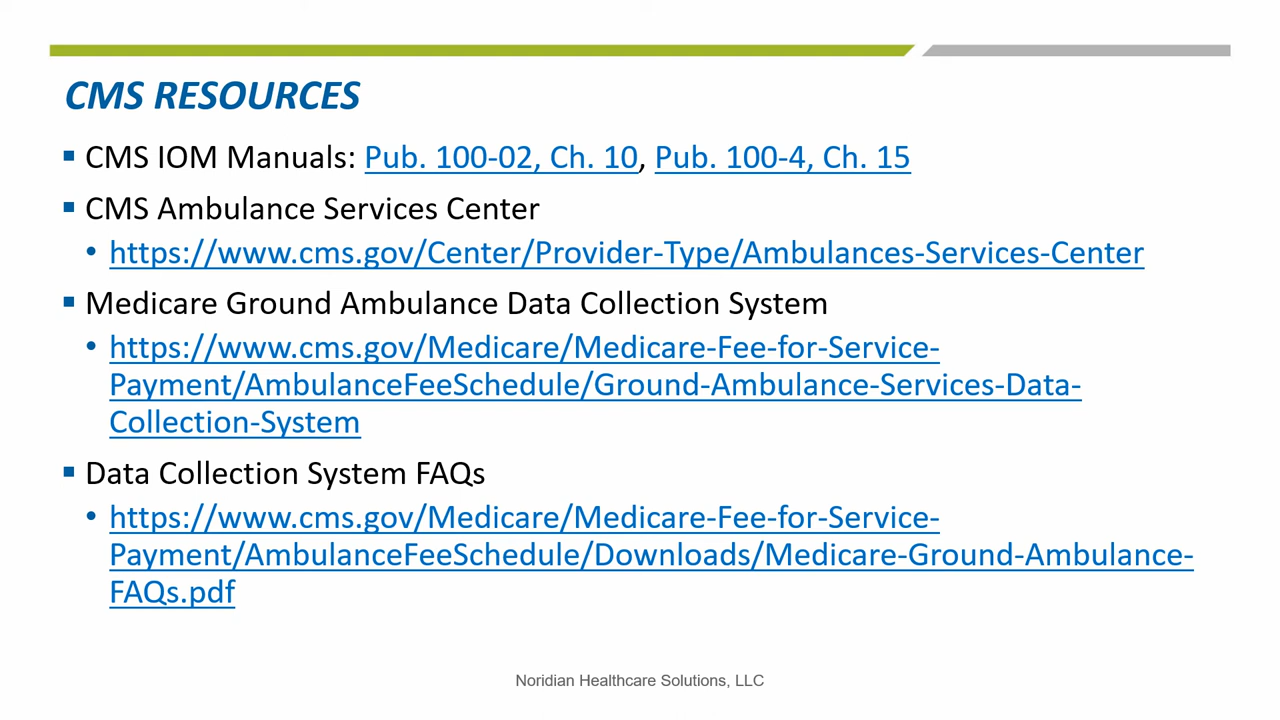 CMS RESOURCES
CMS IOM Manuals: Pub. 100-02, Ch. 10, Pub. 100-4, Ch. 15
CMS Ambulance Services Center
https://www.cms.gov/Center/Provider-Type/Ambulances-Services-Center
Medicare Ground Ambulance Data Collection System
https://www.cms.gov/Medicare/Medicare-Fee-for-Service-
Payment/AmbulanceFeeSchedule/Ground-Ambulance-Services-Data-
Collection-System
Data Collection System FAQs
https://www.cms.gov/Medicare/Medicare-Fee-for-Service-
Payment/AmbulanceFeeSchedule/Downloads/Medicare-Ground-Ambulance-
FAQs.pdf
Noridian Healthcare Solutions, LLC